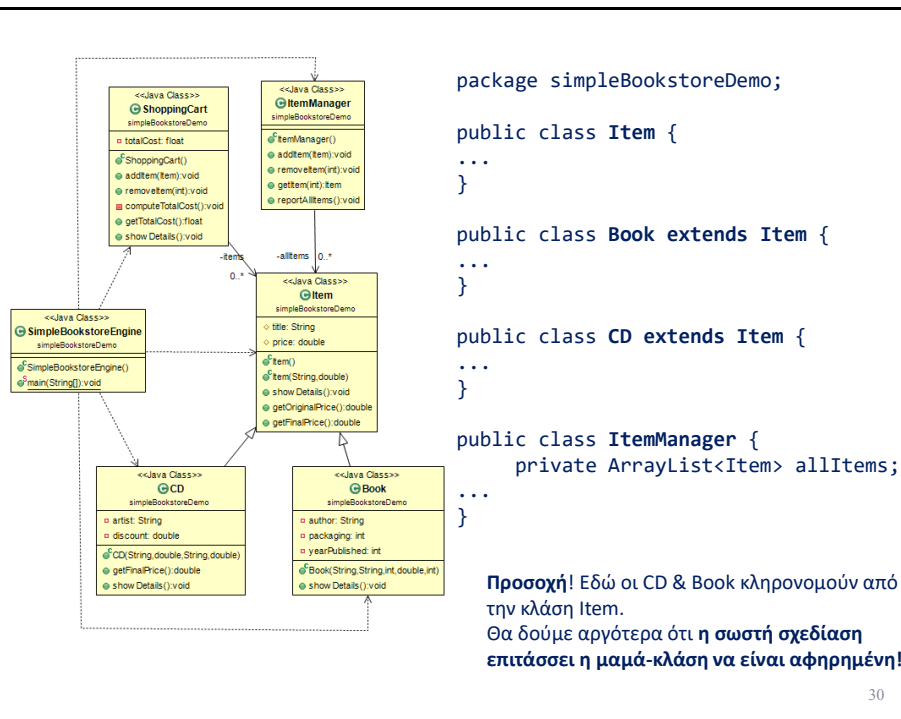 <<Java Class>>
ShoppingCart
simpleBookstoreDemo
totalCost: float
ShoppingCart()
addItem(Item):void
removeItem(int):void
computeTotalCost():void
getTotalCost():float
showDetails():void
<<Java Class>>
ItemManager
simpleBookstoreDemo
ItemManager()
addItem(Item):void
removeItem(int):void
getItem(int):Item
reportAllItems():void
-items
0..*
-allItems 0..*
<<Java Class>>
Item
simpleBookstoreDemo
title: String
price: double
Item()
Item(String,double)
showDetails():void
getOriginalPrice():double
getFinalPrice():double
<<Java Class>>
SimpleBookstoreEngine
simpleBookstoreDemo
SimpleBookstoreEngine()
main(String[]):void
<<Java Class>>
CD
simpleBookstoreDemo
artist: String
discount: double
CD(String,double,String,double)
getFinalPrice():double
showDetails():void
<<Java Class>>
Book
simpleBookstoreDemo
author: String
packaging: int
yearPublished: int
Book(String,String,int,double,int)
showDetails():void
package simpleBookstoreDemo;
public class Item {
...
}
public class Book extends Item {
...
}
public class CD extends Item {
...
}
public class ItemManager {
private ArrayList<Item> allItems;
...
}
Προσοχή! Εδώ οι CD & Book κληρονομούν από
την κλάση Item.
Θα δούμε αργότερα ότι η σωστή σχεδίαση
επιτάσσει η μαμά-κλάση να είναι αφηρημένη!
30